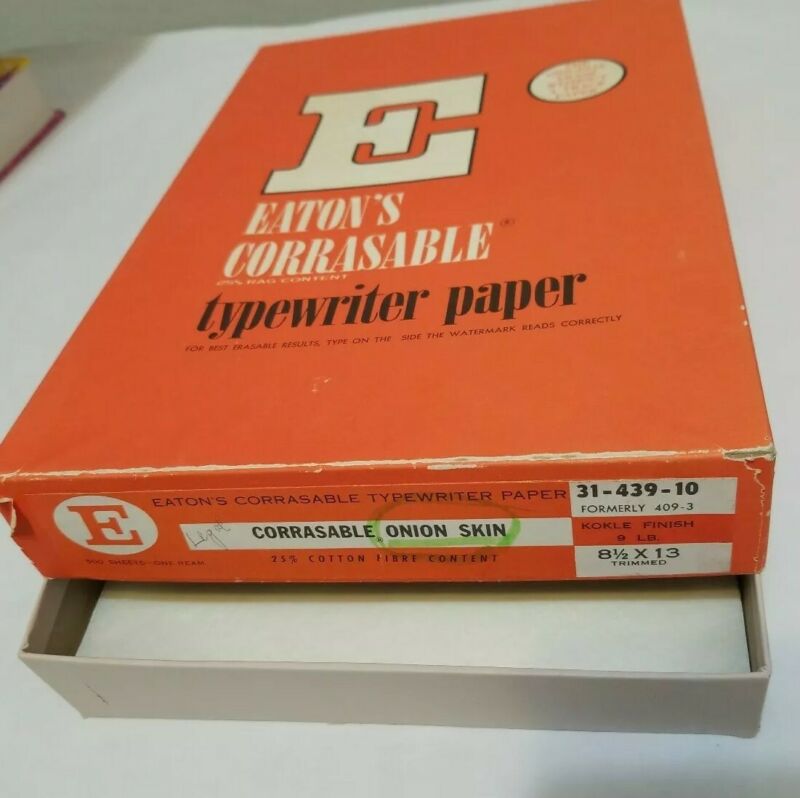 E
EATON'S
CORRASABLE®
25% RAG CONTENT
typewriter paper
FOR BEST ERASABLE RESULTS, TYPE ON THE SIDE THE WATERMARK READS CORRECTLY
E
EATON'S CORRASABLE TYPEWRITER PAPER
31-439-10
FORMERLY 409-3
Legal
CORRASABLE® ONION SKIN
KOKLE FINISH
9 LB.
500 SHEETS—ONE REAM
25% COTTON FIBRE CONTENT
8½ X 13
TRIMMED